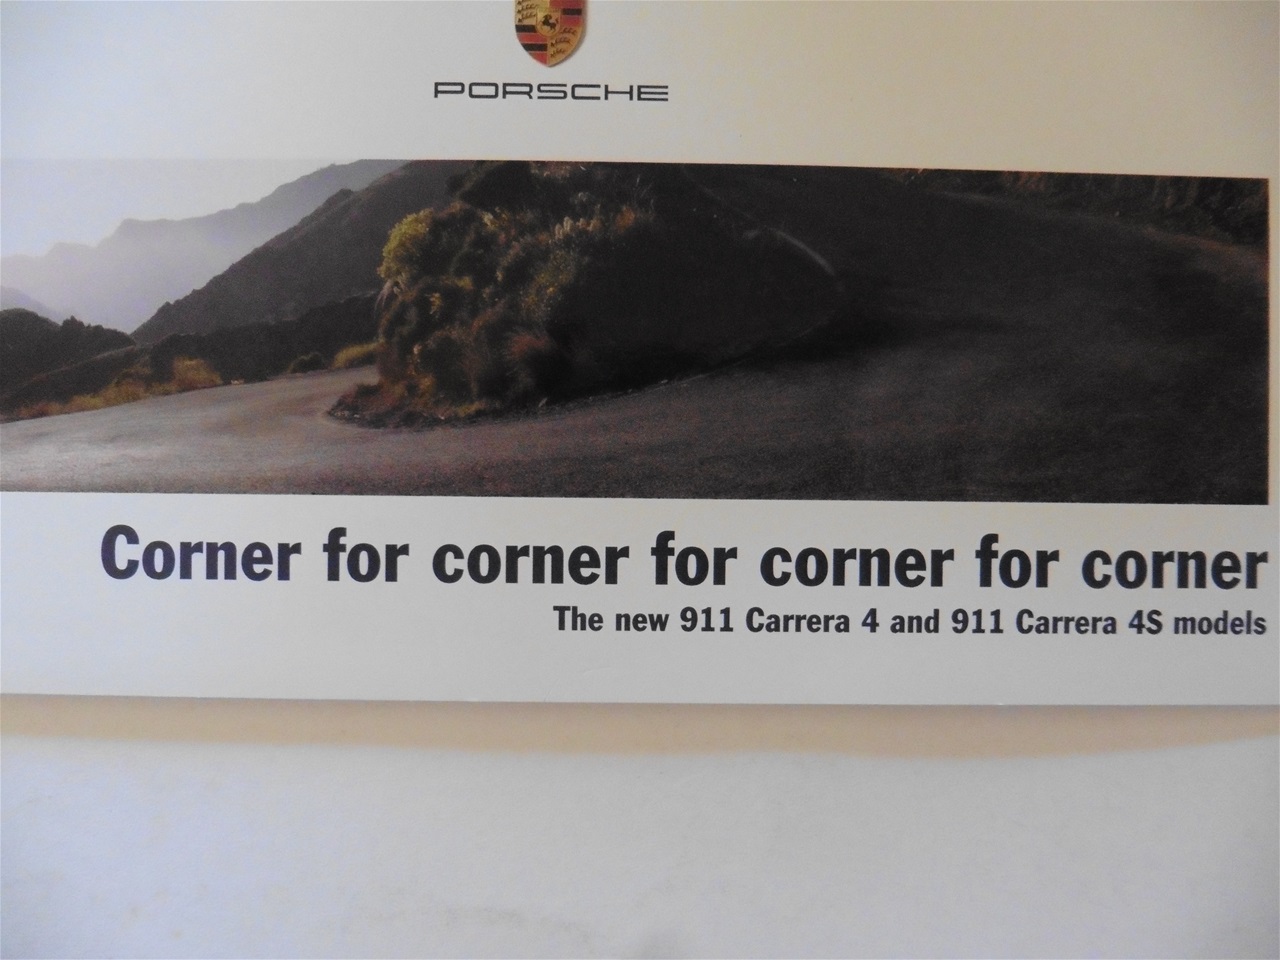 PORSCHE
Corner for corner for corner for corner
The new 911 Carrera 4 and 911 Carrera 4S models